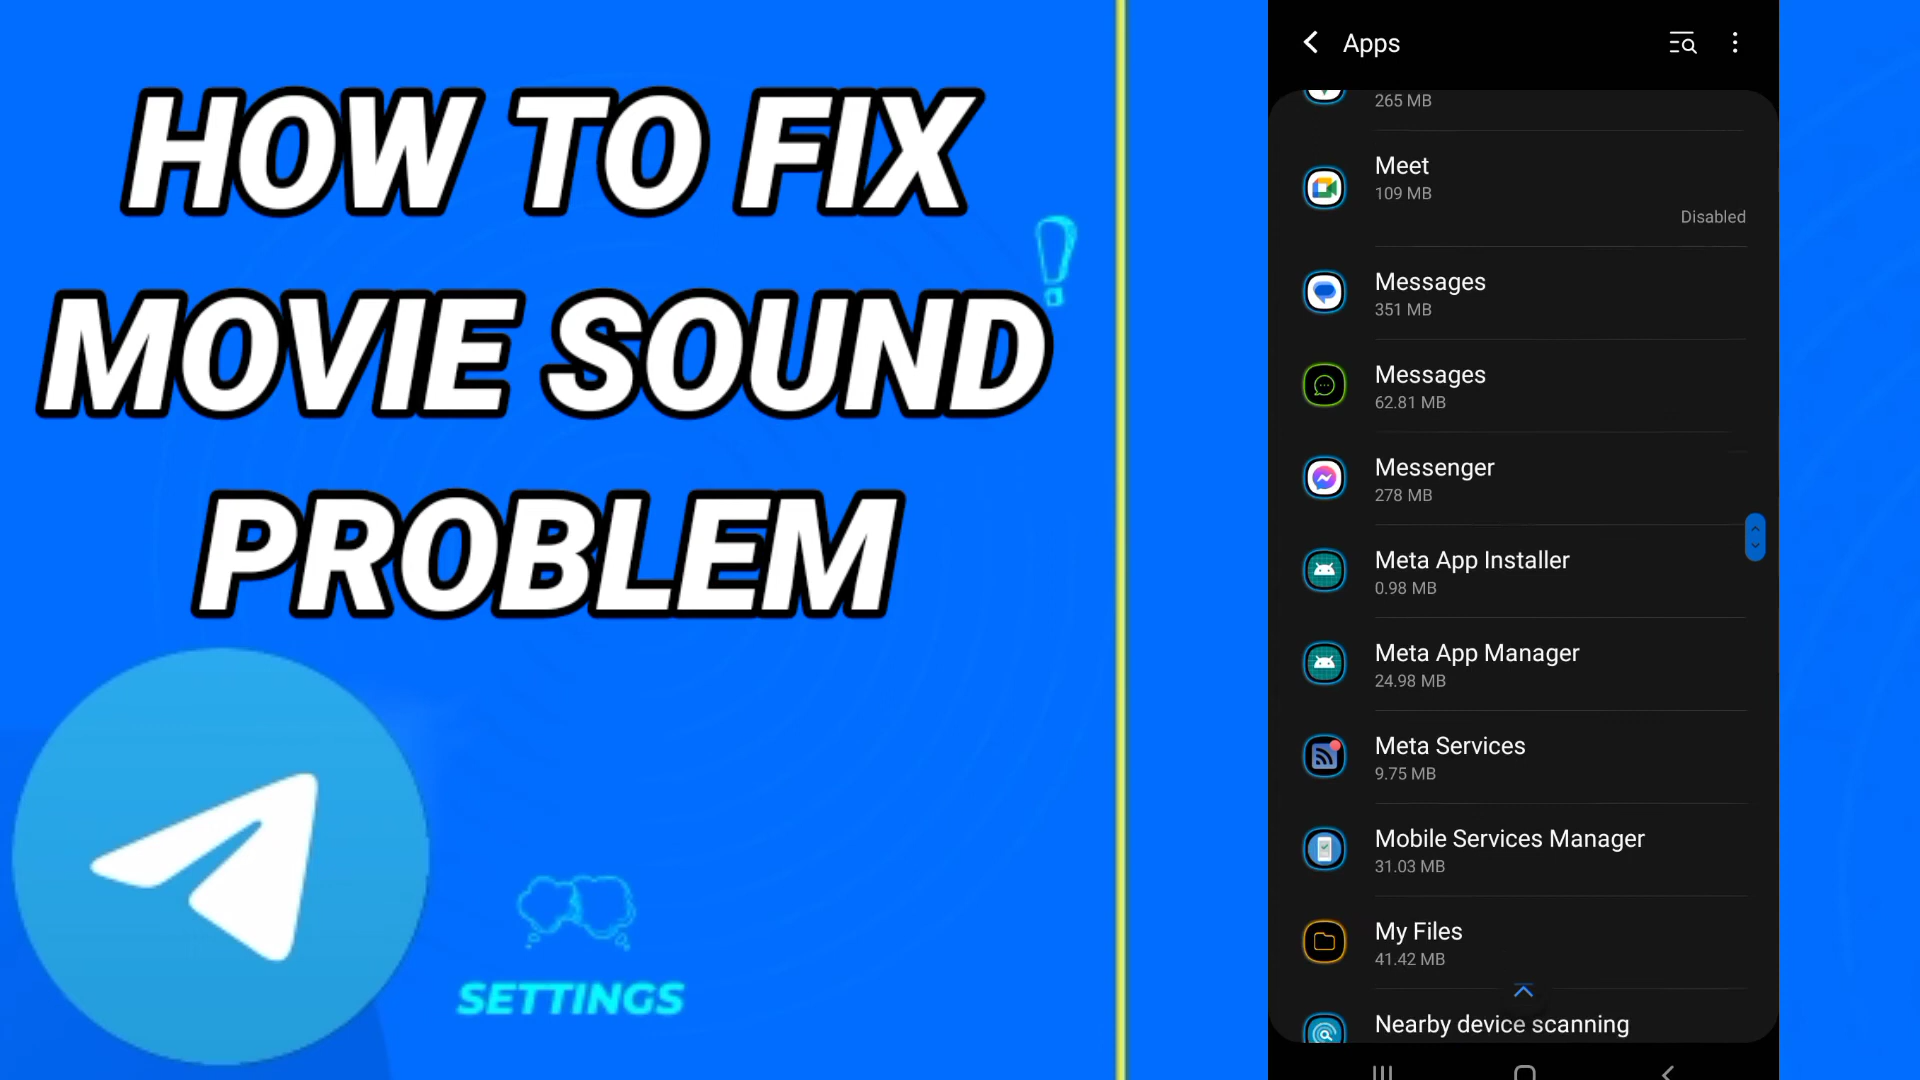 HOW TO FIX
MOVIE SOUND
PROBLEM
SETTINGS
Apps
265 MB
Meet
109 MB
Disabled
Messages
351 MB
Messages
62.81 MB
Messenger
278 MB
Meta App Installer
0.98 MB
Meta App Manager
24.98 MB
Meta Services
9.75 MB
Mobile Services Manager
31.03 MB
My Files
41.42 MB
Nearby device scanning